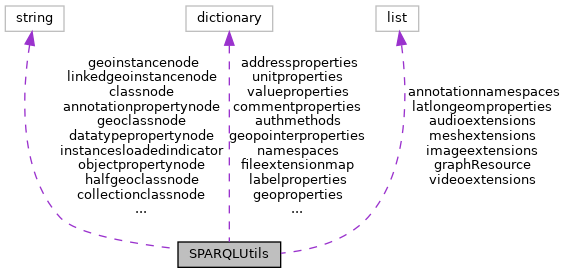 string
dictionary
list
geoinstancenode
linkedgeoinstancenode
classnode
annotationpropertynode
geoclassnode
datatypepropertynode
instancesloadedindicator
objectpropertynode
halfgeoclassnode
collectionclassnode
...
addressproperties
unitproperties
valueproperties
commentproperties
authmethods
geopointerproperties
namespaces
fileextensionmap
labelproperties
geoproperties
...
annotationnamespaces
latlongeomproperties
audioextensions
meshextensions
imageextensions
graphResource
videoextensions
SPARQLUtils